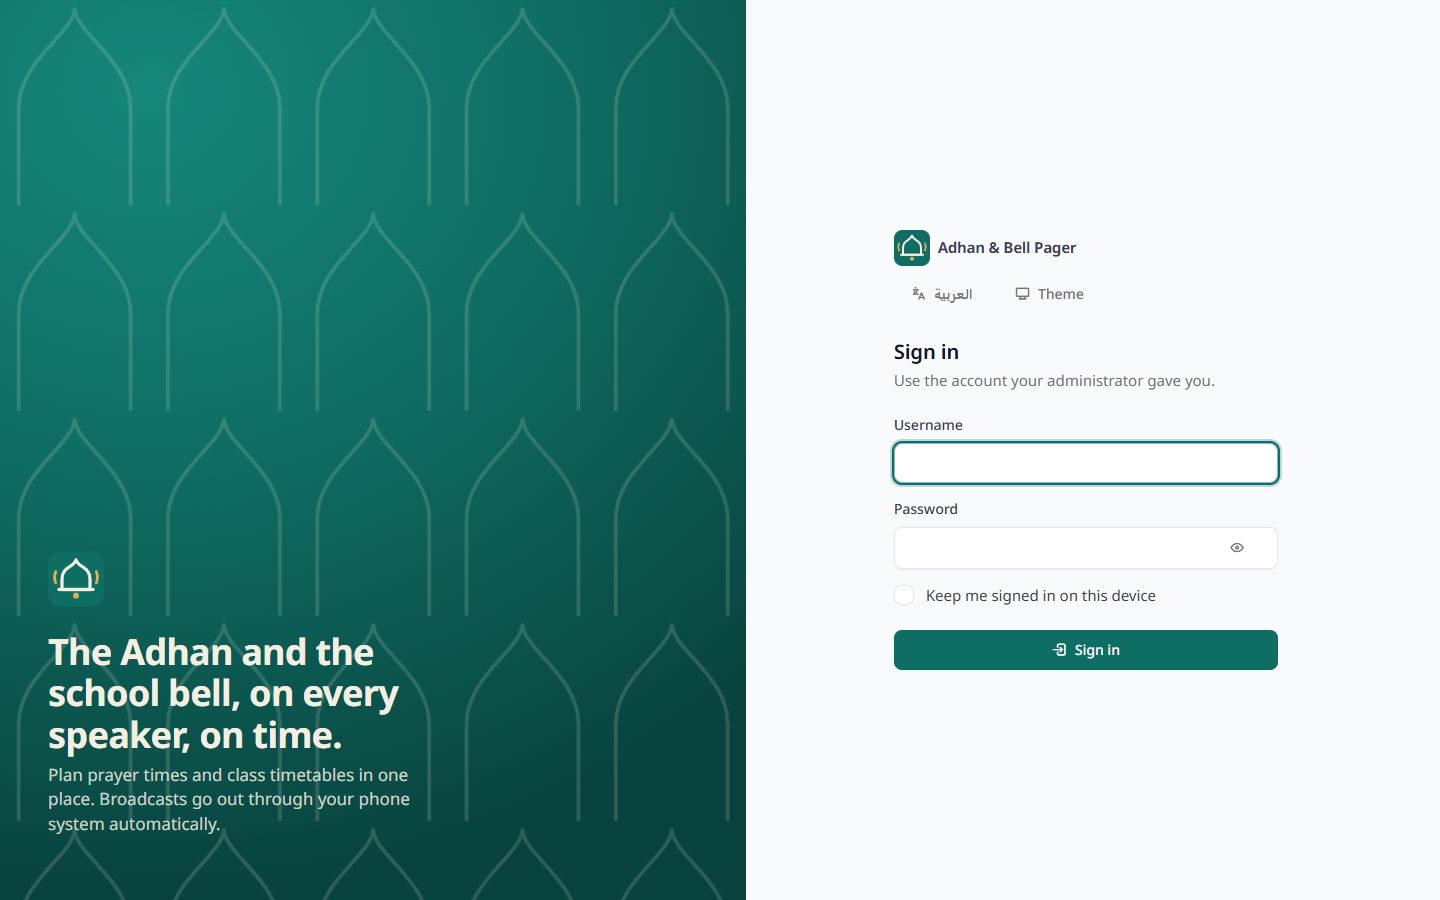 The Adhan and the
school bell, on every
speaker, on time.
Plan prayer times and class timetables in one
place. Broadcasts go out through your phone
system automatically.
Adhan & Bell Pager
العربية
Theme
Sign in
Use the account your administrator gave you.
Username
Password
Keep me signed in on this device
Sign in